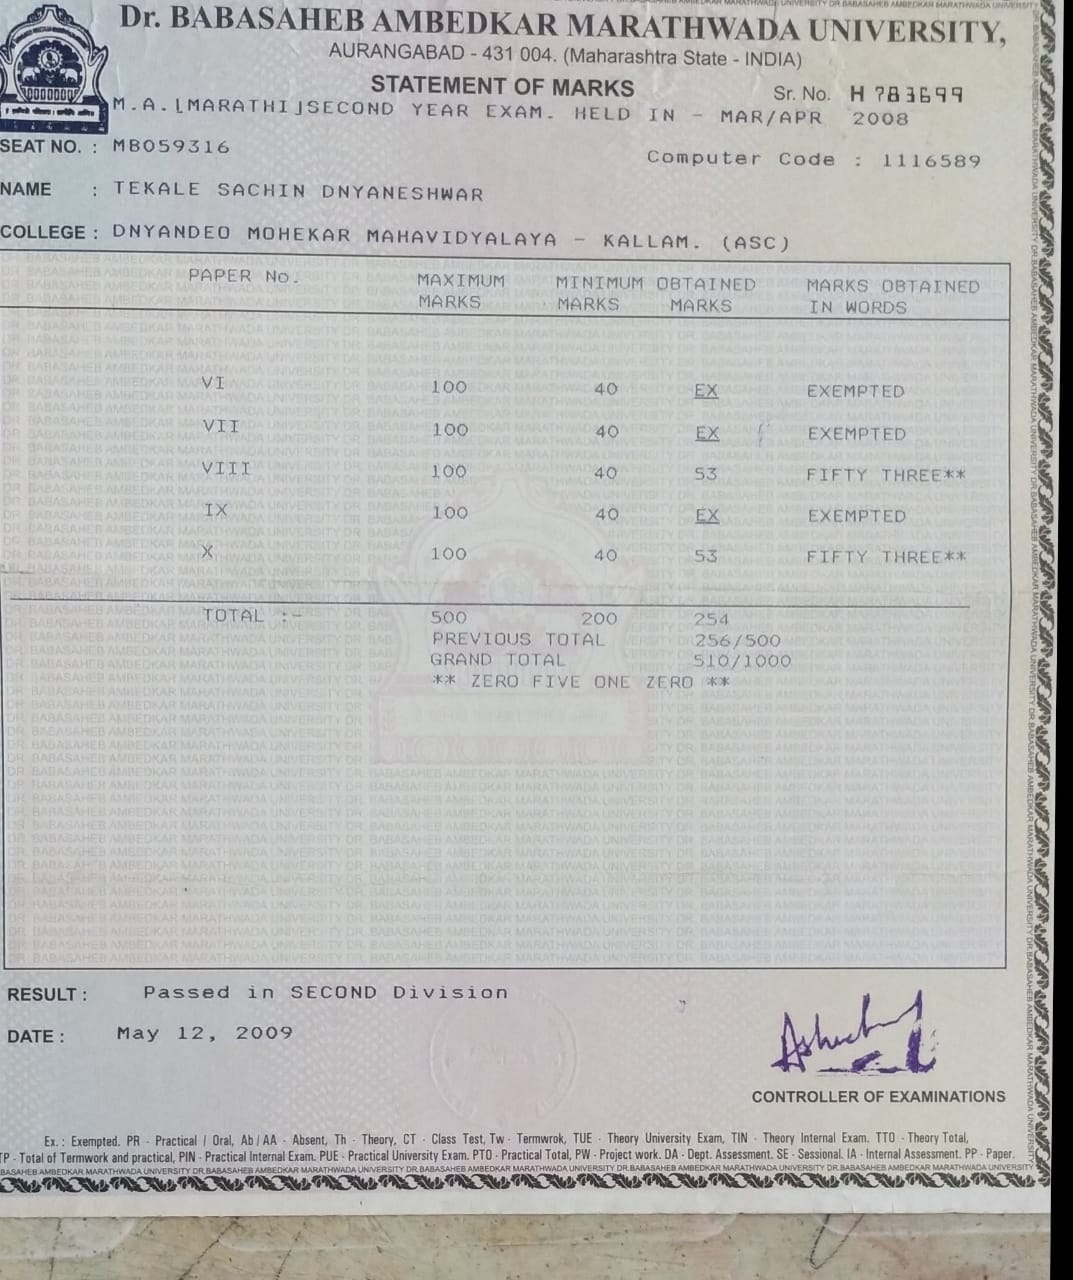 Dr. BABASAHEB AMBEDKAR MARATHWADA UNIVERSITY,
AURANGABAD - 431 004. (Maharashtra State - INDIA)
STATEMENT OF MARKS
Sr. No. H 783699
M.A.[MARATHI]SECOND YEAR EXAM. HELD IN - MAR/APR 2008
SEAT NO. : MB059316
Computer Code : 1116589
NAME : TEKALE SACHIN DNYANESHWAR
COLLEGE : DNYANDEO MOHEKAR MAHAVIDYALAYA - KALLAM. (ASC)
PAPER No. MAXIMUM MINIMUM OBTAINED MARKS OBTAINED
MARKS MARKS MARKS IN WORDS
VI 100 40 EX EXEMPTED
VII 100 40 EX EXEMPTED
VIII 100 40 53 FIFTY THREE**
IX 100 40 EX EXEMPTED
X 100 40 53 FIFTY THREE**
TOTAL :- 500 200 254
PREVIOUS TOTAL 256/500
GRAND TOTAL 510/1000
** ZERO FIVE ONE ZERO **
RESULT : Passed in SECOND Division
DATE : May 12, 2009
CONTROLLER OF EXAMINATIONS
Ex. : Exempted. PR - Practical / Oral, Ab / AA - Absent, Th - Theory, CT - Class Test, Tw - Termwrok, TUE - Theory University Exam, TIN - Theory Internal Exam. TTO - Theory Total,
TP - Total of Termwork and practical, PIN - Practical Internal Exam. PUE - Practical University Exam. PTO - Practical Total, PW - Project work. DA - Dept. Assessment. SE - Sessional. IA - Internal Assessment. PP - Paper.